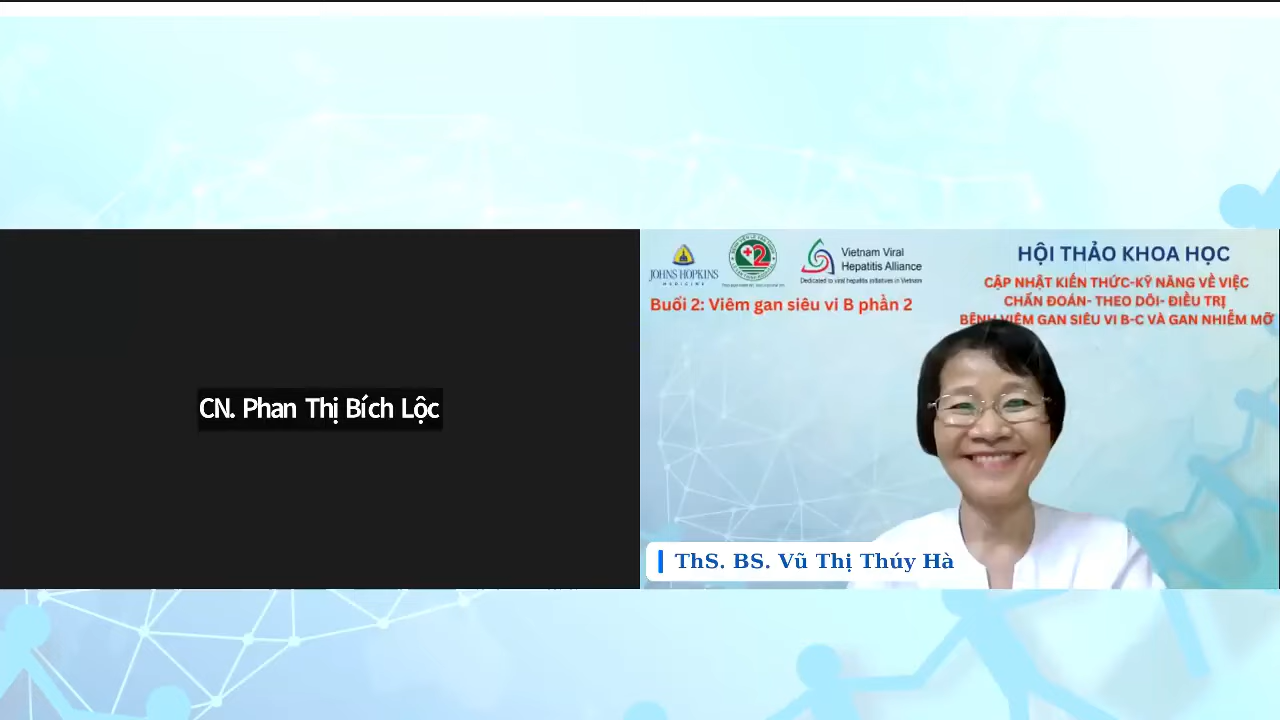 CN. Phan Thị Bích Lộc
JOHNS HOPKINS
MEDICINE
Vietnam Viral
Hepatitis Alliance
Dedicated to viral hepatitis initiatives in Vietnam
Buổi 2: Viêm gan siêu vi B phần 2
HỘI THẢO KHOA HỌC
CẬP NHẬT KIẾN THỨC-KỸ NĂNG VỀ VIỆC
CHẨN ĐOÁN- THEO DÕI- ĐIỀU TRỊ
BỆNH VIÊM GAN SIÊU VI B-C VÀ GAN NHIỄM MỠ
ThS. BS. Vũ Thị Thúy Hà